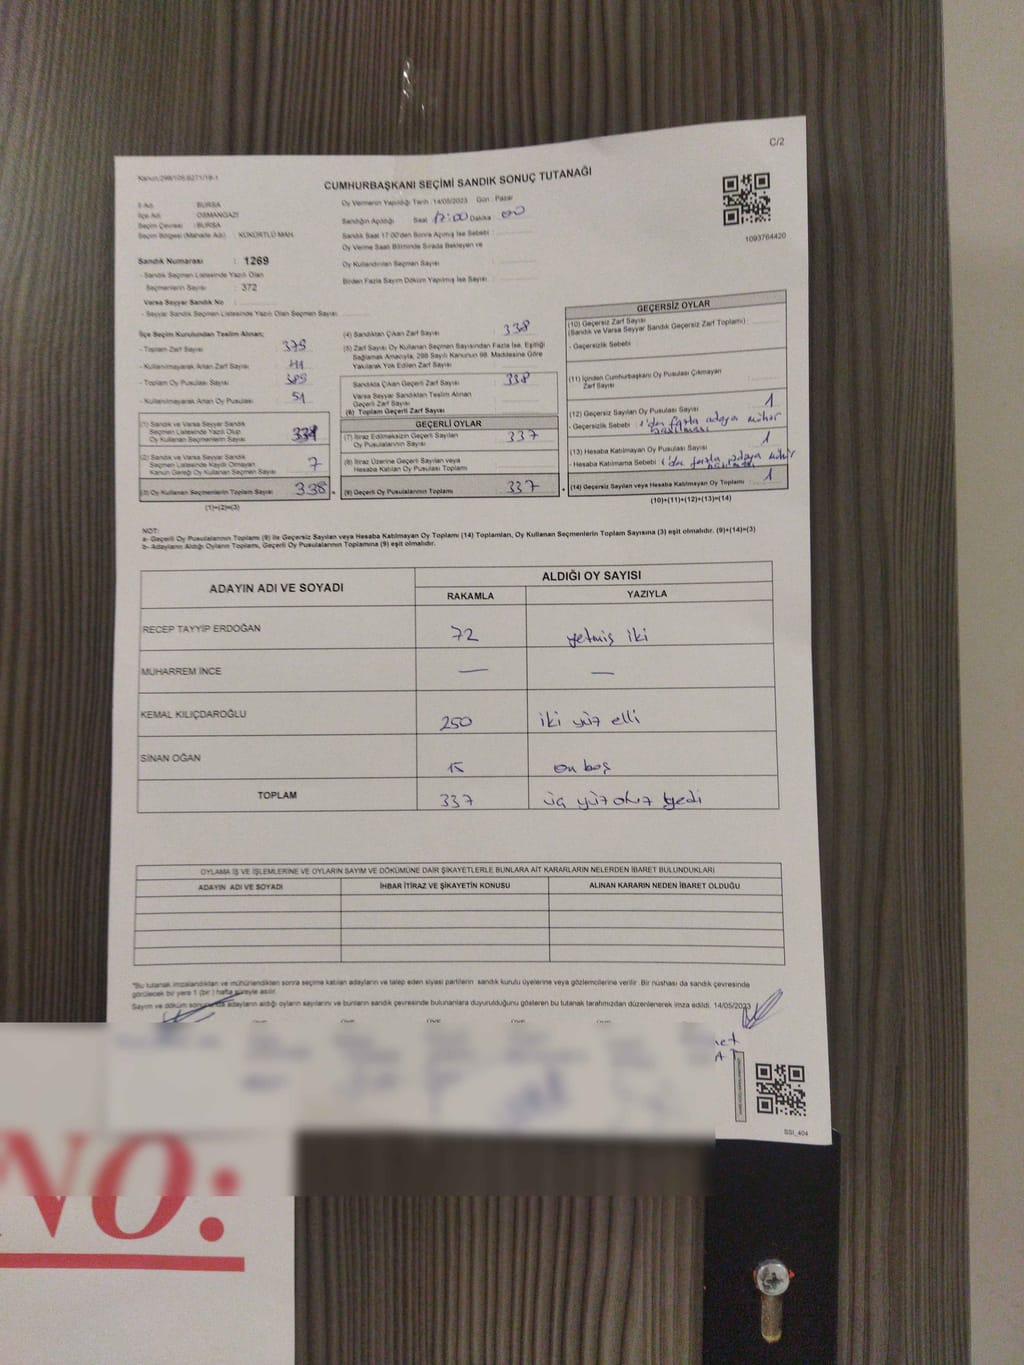 C/2
CUMHURBAŞKANI SEÇİMİ SANDIK SONUÇ TUTANAĞI
1093764420
İl Adı : BURSA
İlçe Adı : OSMANGAZİ
Seçim Çevresi : BURSA
Seçim Bölgesi (Mahalle Adı) : KÜKÜRTLÜ MAH.
Sandık Numarası : 1269
- Sandık Seçmen Listesinde Yazılı Olan
Seçmenlerin Sayısı : 372
Varsa Seyyar Sandık No :
- Seyyar Sandık Seçmen Listesinde Yazılı Olan Seçmen Sayısı :
Oy Vermenin Yapıldığı Tarih : 14/05/2023 Gün : Pazar
Sandığın Açıldığı Saat 17:00 Dakika 00
Sandık Saat 17:00'den Sonra Açılmış İse Sebebi :
Oy Verme Saati Bitiminde Sırada Bekleyen ve
Oy Kullandırılan Seçmen Sayısı :
Birden Fazla Sayım Döküm Yapılmış İse Sayısı :
İlçe Seçim Kurulundan Teslim Alınan;
- Toplam Zarf Sayısı
- Kullanılmayarak Artan Zarf Sayısı
- Toplam Oy Pusulası Sayısı
- Kullanılmayarak Artan Oy Pusulası 51
(1) Sandık ve Varsa Seyyar Sandık
Seçmen Listesinde Yazılı Olup
Oy Kullanan Seçmenlerin Sayısı
(2) Sandık ve Varsa Seyyar Sandık
Seçmen Listesinde Kaydı Olmayan
Kanun Gereği Oy Kullanan Seçmen Sayısı 7
(3) Oy Kullanan Seçmenlerin Toplam Sayısı 338
(1)+(2)=(3)
(4) Sandıktan Çıkan Zarf Sayısı 338
(5) Zarf Sayısı Oy Kullanan Seçmen Sayısından Fazla İse, Eşitliği
Sağlamak Amacıyla, 298 Sayılı Kanunun 98. Maddesine Göre
Yakılarak Yok Edilen Zarf Sayısı
Sandıkta Çıkan Geçerli Zarf Sayısı 338
Varsa Seyyar Sandıktan Teslim Alınan
Geçerli Zarf Sayısı
(6) Toplam Geçerli Zarf Sayısı
GEÇERLİ OYLAR
(7) İtiraz Edilmeksizin Geçerli Sayılan
Oy Pusulalarının Sayısı 337
(8) İtiraz Üzerine Geçerli Sayılan veya
Hesaba Katılan Oy Pusulası Toplamı
(9) Geçerli Oy Pusulalarının Toplamı 337
GEÇERSİZ OYLAR
(10) Geçersiz Zarf Sayısı
(Sandık ve Varsa Seyyar Sandık Geçersiz Zarf Toplamı) :
- Geçersizlik Sebebi
(11) İçinden Cumhurbaşkanı Oy Pusulası Çıkmayan
Zarf Sayısı
(12) Geçersiz Sayılan Oy Pusulası Sayısı 1
- Geçersizlik Sebebi : 1'den fazla adaya mühür
(13) Hesaba Katılmayan Oy Pusulası Sayısı 1
- Hesaba Katılmama Sebebi 1'den fazla adaya mühür
(14) Geçersiz Sayılan veya Hesaba Katılmayan Oy Toplamı 1
(10)+(11)+(12)+(13)=(14)
NOT:
a- Geçerli Oy Pusulalarının Toplamı (9) ile Geçersiz Sayılan veya Hesaba Katılmayan Oy Toplamı (14) Toplamları, Oy Kullanan Seçmenlerin Toplam Sayısına (3) eşit olmalıdır. (9)+(14)=(3)
b- Adayların Aldığı Oyların Toplamı, Geçerli Oy Pusulalarının Toplamına (9) eşit olmalıdır.
ADAYIN ADI VE SOYADI ALDIĞI OY SAYISI
RAKAMLA YAZIYLA
RECEP TAYYİP ERDOĞAN 72 yetmiş iki
MUHARREM İNCE — —
KEMAL KILIÇDAROĞLU 250 iki yüz elli
SİNAN OĞAN 15 on beş
TOPLAM 337 üç yüz otuz yedi
OYLAMA İŞ VE İŞLEMLERİNE VE OYLARIN SAYIM VE DÖKÜMÜNE DAİR ŞİKAYETLERLE BUNLARA AİT KARARLARIN NELERDEN İBARET BULUNDUKLARI
ADAYIN ADI VE SOYADI İHBAR İTİRAZ VE ŞİKAYETİN KONUSU ALINAN KARARIN NEDEN İBARET OLDUĞU
*Bu tutanak imzalandıktan ve mühürlendikten sonra seçime katılan adayların ve talep eden siyasi partilerin sandık kurulu üyelerine veya gözlemcilerine verilir. Bir nüshası da sandık çevresinde
görülecek bir yere 1 (bir) hafta süreyle asılır.
Sayım ve döküm sonunda adayların aldığı oyların sayılarını ve bunların sandık çevresinde bulunanlara duyurulduğunu gösteren bu tutanak tarafımızdan düzenlenerek imza edildi. 14/05/2023
SSİ_404
NO: